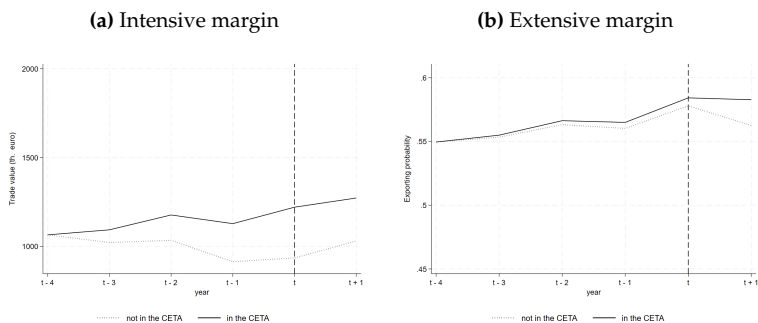 (a) Intensive margin
2000
1500
1000
Trade value (th. euro)
t - 4 t - 3 t - 2 t - 1 t t + 1
year
not in the CETA in the CETA
(b) Extensive margin
.6
.55
.5
.45
Exporting probability
t - 4 t - 3 t - 2 t - 1 t t + 1
year
not in the CETA in the CETA